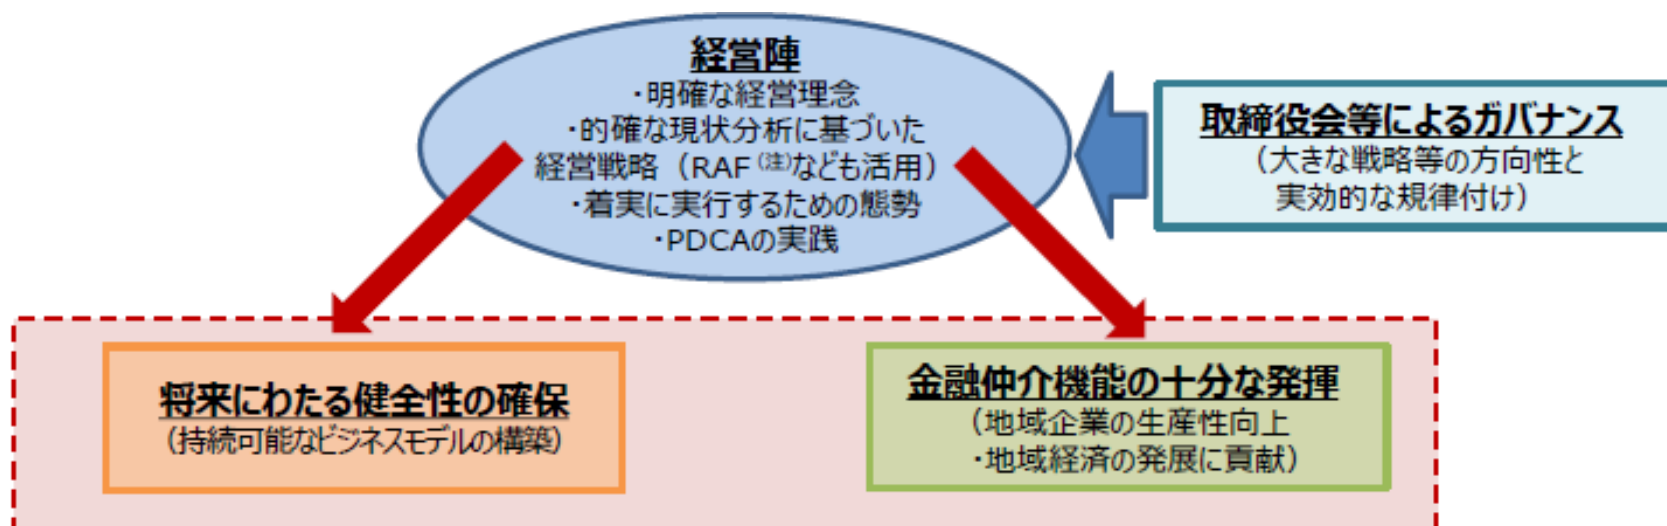 経営陣
・明確な経営理念
・的確な現状分析に基づいた
経営戦略（RAF（注）なども活用）
・着実に実行するための態勢
・PDCAの実践
取締役会等によるガバナンス
（大きな戦略等の方向性と
実効的な規律付け）
将来にわたる健全性の確保
（持続可能なビジネスモデルの構築）
金融仲介機能の十分な発揮
（地域企業の生産性向上
・地域経済の発展に貢献）